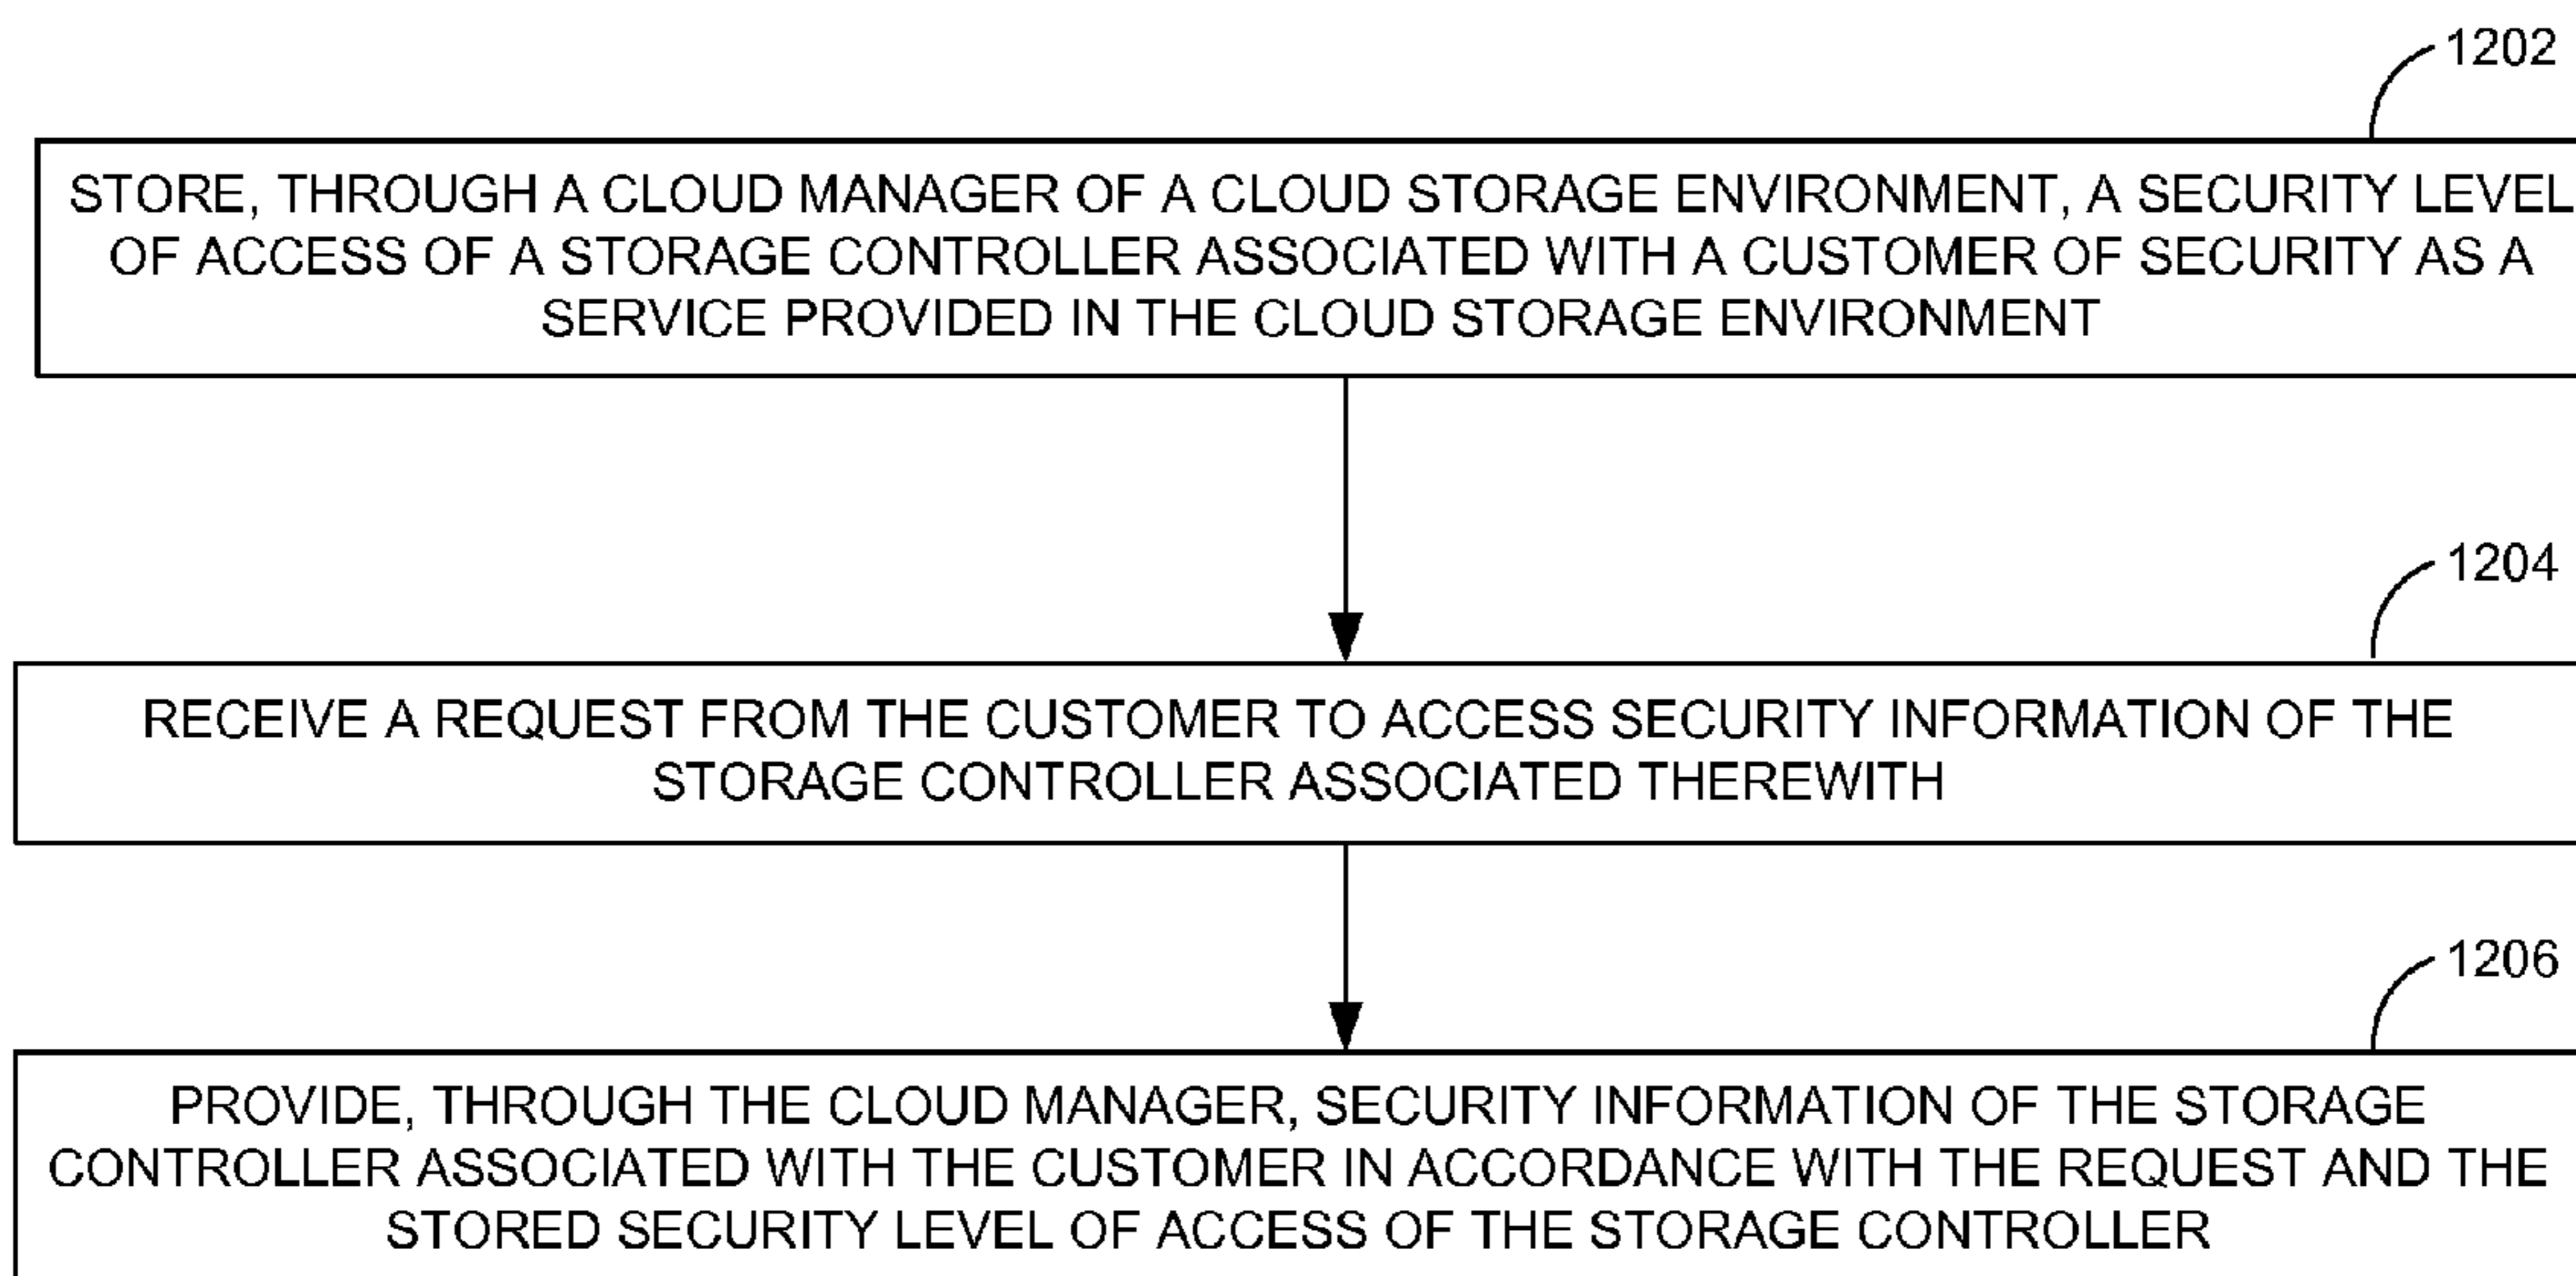 1202
STORE, THROUGH A CLOUD MANAGER OF A CLOUD STORAGE ENVIRONMENT, A SECURITY LEVEL
OF ACCESS OF A STORAGE CONTROLLER ASSOCIATED WITH A CUSTOMER OF SECURITY AS A
SERVICE PROVIDED IN THE CLOUD STORAGE ENVIRONMENT
1204
RECEIVE A REQUEST FROM THE CUSTOMER TO ACCESS SECURITY INFORMATION OF THE
STORAGE CONTROLLER ASSOCIATED THEREWITH
1206
PROVIDE, THROUGH THE CLOUD MANAGER, SECURITY INFORMATION OF THE STORAGE
CONTROLLER ASSOCIATED WITH THE CUSTOMER IN ACCORDANCE WITH THE REQUEST AND THE
STORED SECURITY LEVEL OF ACCESS OF THE STORAGE CONTROLLER